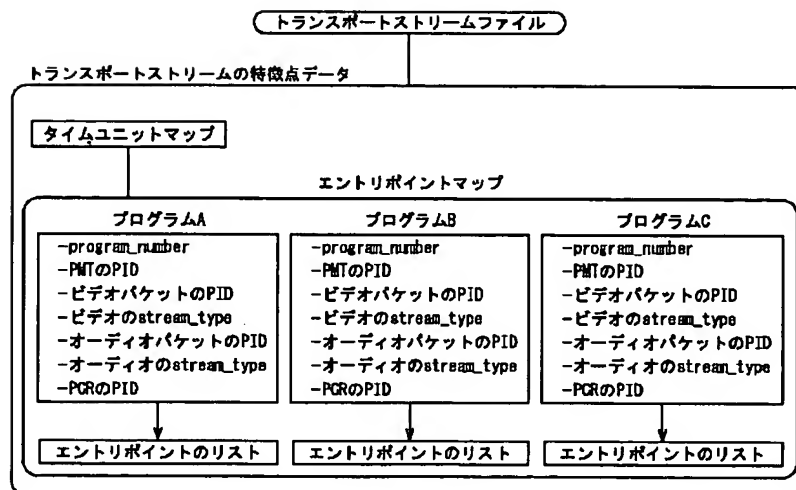 トランスポートストリームファイル
トランスポートストリームの特徴点データ
タイムユニットマップ
エントリポイントマップ
プログラムA
-program_number
-PMTのPID
-ビデオパケットのPID
-ビデオのstream_type
-オーディオパケットのPID
-オーディオのstream_type
-PCRのPID
エントリポイントのリスト
プログラムB
-program_number
-PMTのPID
-ビデオパケットのPID
-ビデオのstream_type
-オーディオパケットのPID
-オーディオのstream_type
-PCRのPID
エントリポイントのリスト
プログラムC
-program_number
-PMTのPID
-ビデオパケットのPID
-ビデオのstream_type
-オーディオパケットのPID
-オーディオのstream_type
-PCRのPID
エントリポイントのリスト